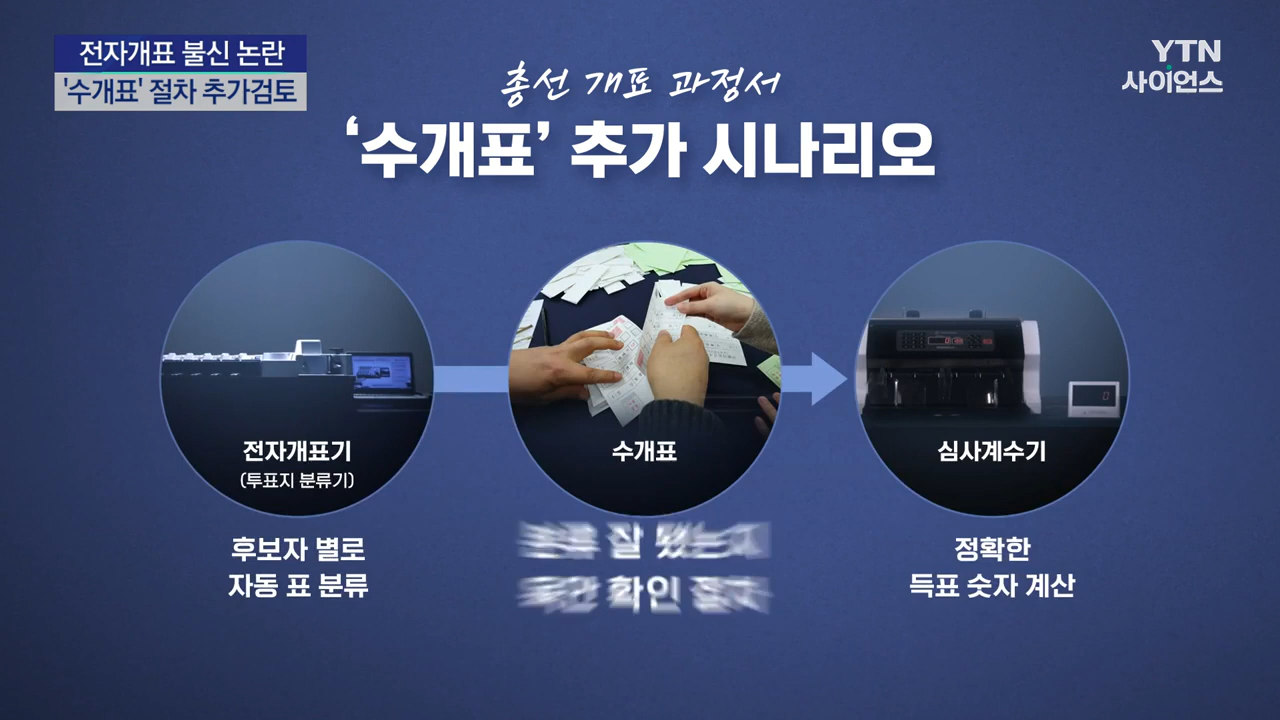 전자개표 불신 논란
'수개표' 절차 추가검토
YTN
사이언스
총선 개표 과정서
‘수개표’ 추가 시나리오
전자개표기
(투표지 분류기)
후보자 별로
자동 표 분류
수개표
잘
확인
심사계수기
정확한
득표 숫자 계산